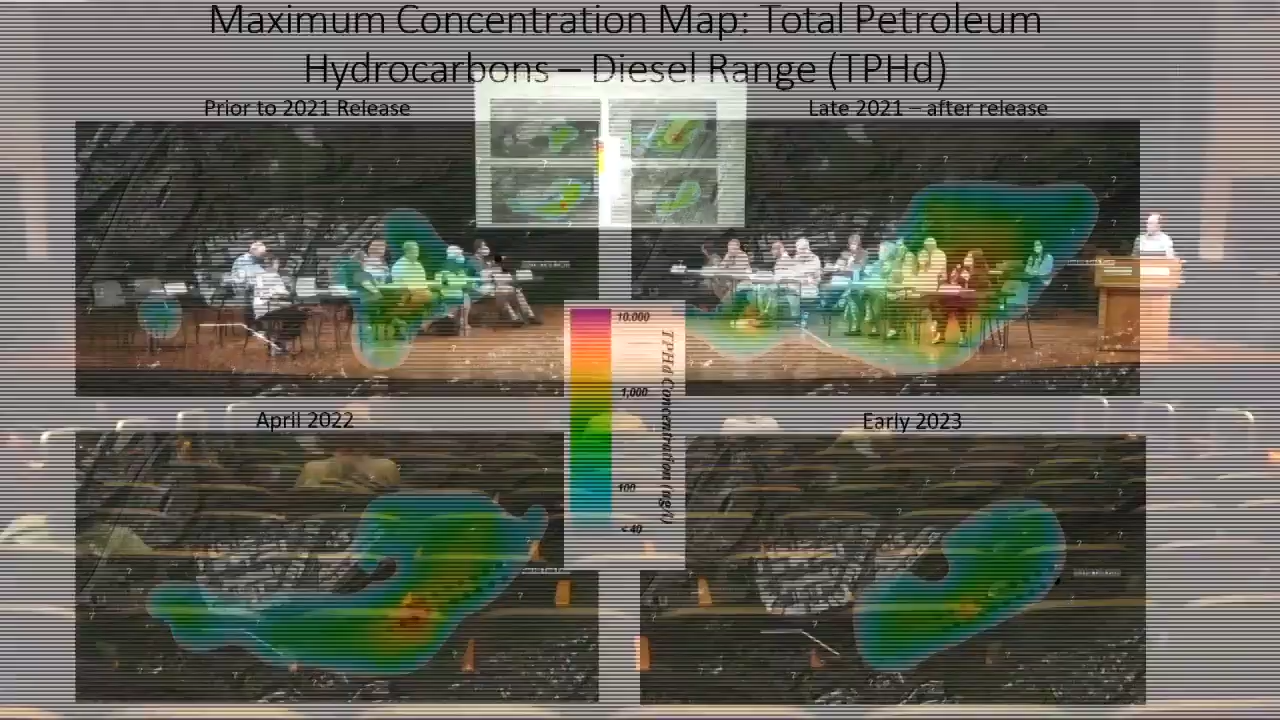 Maximum Concentration Map: Total Petroleum
Hydrocarbons – Diesel Range (TPHd)
Prior to 2021 Release
Late 2021 – after release
10,000
1,000
100
< 40
TPHd Concentration (ug/l)
April 2022
Early 2023